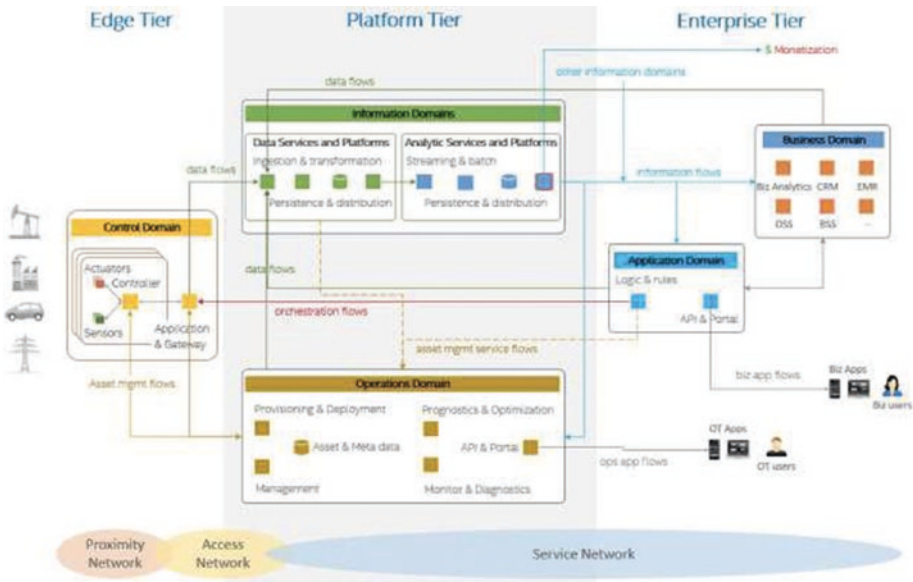 Edge Tier
Platform Tier
Enterprise Tier
$ Monetization
other information domains
data flows
Information Domains
Data Services and Platforms
Analytic Services and Platforms
Business Domain
Ingestion & transformation
Streaming & batch
data flows
information flows
Biz Analytics CRM EMR
Persistence & distribution
Persistence & distribution
OSS BSS ...
Control Domain
Actuators
Controller
data flows
Application Domain
Logic & rules
orchestration flows
Sensors
Application
& Gateway
API & Portal
asset mgmt service flows
Asset mgmt flows
biz app flows
Biz Apps
Biz users
Operations Domain
Provisioning & Deployment
Prognostics & Optimization
Asset & Meta data
API & Portal
OT Apps
ops app flows
OT users
Management
Monitor & Diagnostics
Proximity
Network
Access
Network
Service Network